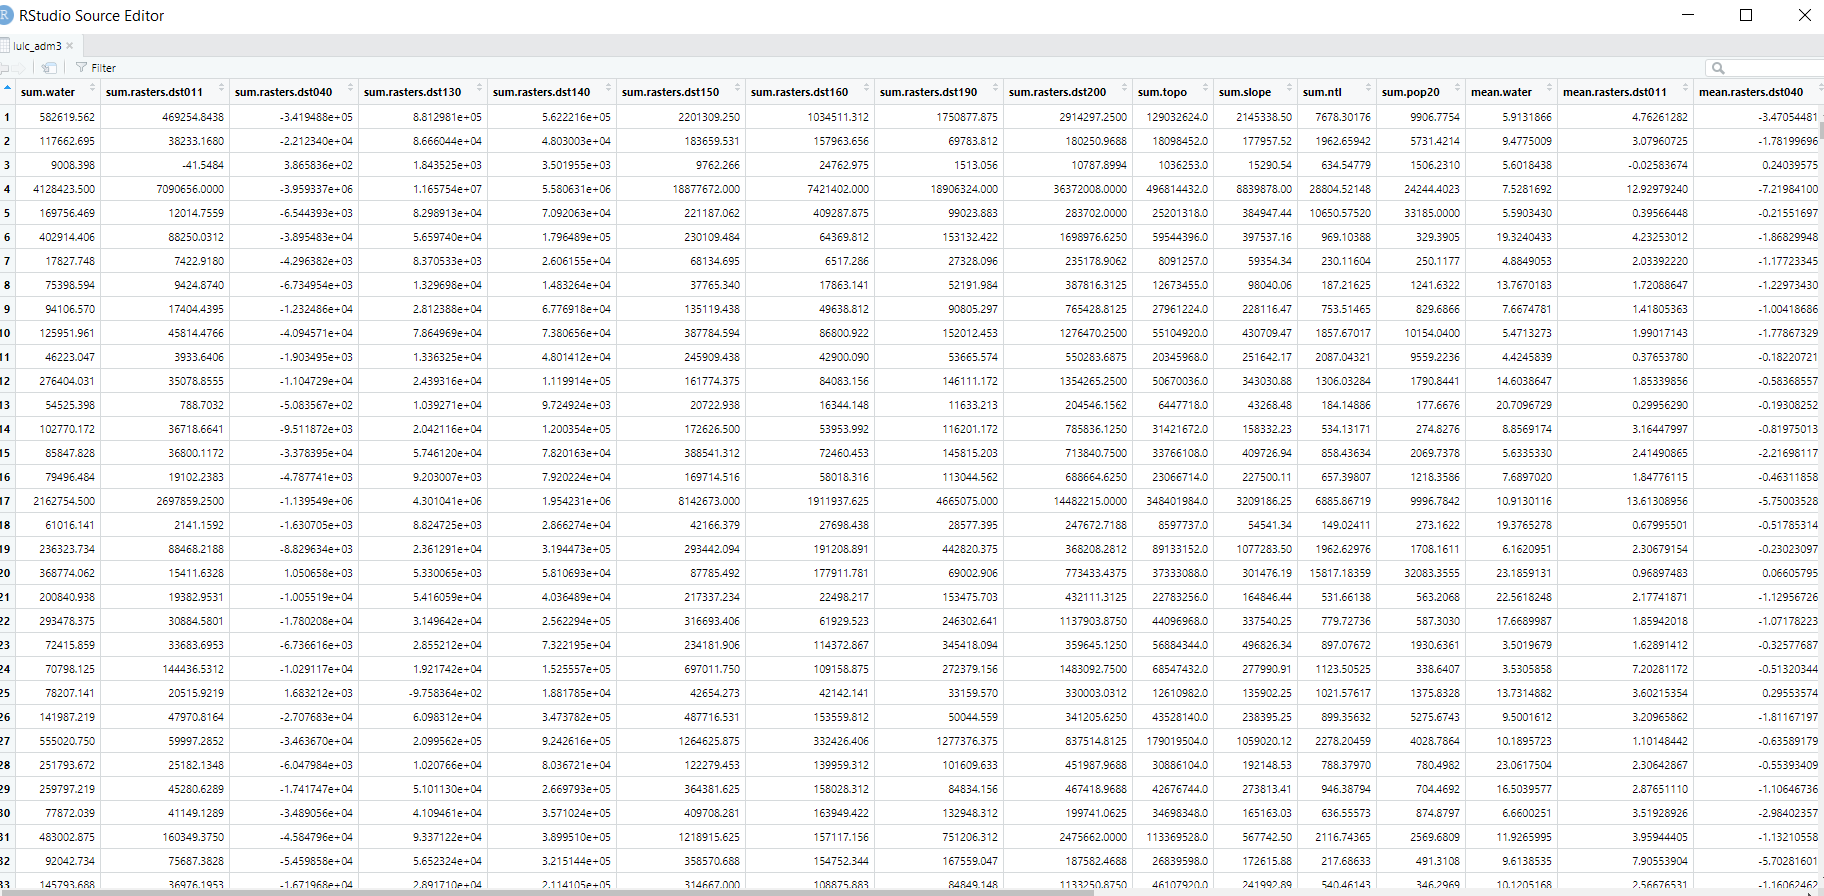 RStudio Source Editor
lulc_adm3
Filter
sum.water sum.rasters.dst011 sum.rasters.dst040 sum.rasters.dst130 sum.rasters.dst140 sum.rasters.dst150 sum.rasters.dst160 sum.rasters.dst190 sum.rasters.dst200 sum.topo sum.slope sum.ntl sum.pop20 mean.water mean.rasters.dst011 mean.rasters.dst040
1 582619.562 469254.8438 -3.419488e+05 8.812981e+05 5.622216e+05 2201309.250 1034511.312 1750877.875 2914297.2500 129032624.0 2145338.50 7678.30176 9906.7754 5.9131866 4.76261282 -3.47054481
2 117662.695 38233.1680 -2.212340e+04 8.666044e+04 4.803003e+04 183659.531 157963.656 69783.812 180250.9688 18098452.0 177957.52 1962.65942 5731.4214 9.4775009 3.07960725 -1.78199696
3 9008.398 -41.5484 3.865836e+02 1.843525e+03 3.501955e+03 9762.266 24762.975 1513.056 10787.8994 1036253.0 15290.54 634.54779 1506.2310 5.6018438 -0.02583674 0.24039575
4 4128423.500 7090656.0000 -3.959337e+06 1.165754e+07 5.580631e+06 18877672.000 7421402.000 18906324.000 36372008.0000 496814432.0 8839878.00 28804.52148 24244.4023 7.5281692 12.92979240 -7.21984100
5 169756.469 12014.7559 -6.544393e+03 8.298913e+04 7.092063e+04 221187.062 409287.875 99023.883 283702.0000 25201318.0 384947.44 10650.57520 33185.0000 5.5903430 0.39566448 -0.21551697
6 402914.406 88250.0312 -3.895483e+04 5.659740e+04 1.796489e+05 230109.484 64369.812 153132.422 1698976.6250 59544396.0 397537.16 969.10388 329.3905 19.3240433 4.23253012 -1.86829948
7 17827.748 7422.9180 -4.296382e+03 8.370533e+03 2.606155e+04 68134.695 6517.286 27328.096 235178.9062 8091257.0 59354.34 230.11604 250.1177 4.8849053 2.03392220 -1.17723345
8 75398.594 9424.8740 -6.734953e+03 1.329698e+04 1.483264e+04 37765.340 17863.141 52191.984 387816.3125 12673455.0 98040.06 187.21625 1241.6322 13.7670183 1.72088647 -1.22973430
9 94106.570 17404.4395 -1.232486e+04 2.812388e+04 6.776918e+04 135119.438 49638.812 90805.297 765428.8125 27961224.0 228116.47 753.51465 829.6866 7.6674781 1.41805363 -1.00418686
10 125951.961 45814.4766 -4.094571e+04 7.864969e+04 7.380656e+04 387784.594 86800.922 152012.453 1276470.2500 55104920.0 430709.47 1857.67017 10154.0400 5.4713273 1.99017143 -1.77867329
11 46223.047 3933.6406 -1.903495e+03 1.336325e+04 4.801412e+04 245909.438 42900.090 53665.574 550283.6875 20345968.0 251642.17 2087.04321 9559.2236 4.4245839 0.37653780 -0.18220721
12 276404.031 35078.8555 -1.104729e+04 2.439316e+04 1.119914e+05 161774.375 84083.156 146111.172 1354265.2500 50670036.0 343030.88 1306.03284 1790.8441 14.6038647 1.85339856 -0.58368557
13 54525.398 788.7032 -5.083567e+02 1.039271e+04 9.724924e+03 20722.938 16344.148 11633.213 204546.1562 6447718.0 43268.48 184.14886 177.6676 20.7096729 0.29956290 -0.19308252
14 102770.172 36718.6641 -9.511872e+03 2.042116e+04 1.200354e+05 172626.500 53953.992 116201.172 785836.1250 31421672.0 158332.23 534.13171 274.8276 8.8569174 3.16447997 -0.81975013
15 85847.828 36800.1172 -3.378395e+04 5.746120e+04 7.820163e+04 388541.312 72460.453 145815.203 713840.7500 33766108.0 409726.94 858.43634 2069.7378 5.6335330 2.41490865 -2.21698117
16 79496.484 19102.2383 -4.787741e+03 9.203007e+03 7.920224e+04 169714.516 58018.316 113044.562 688664.6250 23066714.0 227500.11 657.39807 1218.3586 7.6897020 1.84776115 -0.46311858
17 2162754.500 2697859.2500 -1.139549e+06 4.301041e+06 1.954231e+06 8142673.000 1911937.625 4665075.000 14482215.0000 348401984.0 3209186.25 6885.86719 9996.7842 10.9130116 13.61308956 -5.75003528
18 61016.141 2141.1592 -1.630705e+03 8.824725e+03 2.866274e+04 42166.379 27698.438 28577.395 247672.7188 8597737.0 54541.34 149.02411 273.1622 19.3765278 0.67995501 -0.51785314
19 236323.734 88468.2188 -8.829634e+03 2.361291e+04 3.194473e+05 293442.094 191208.891 442820.375 368208.2812 89133152.0 1077283.50 1962.62976 1708.1611 6.1620951 2.30679154 -0.23023097
20 368774.062 15411.6328 1.050658e+03 5.330065e+03 5.810693e+04 87785.492 177911.781 69002.906 773433.4375 37333088.0 301476.19 15817.18359 32083.3555 23.1859131 0.96897483 0.06605795
21 200840.938 19382.9531 -1.005519e+04 5.416059e+04 4.036489e+04 217337.234 22498.217 153475.703 432111.3125 22783256.0 164846.44 531.66138 563.2068 22.5618248 2.17741871 -1.12956726
22 293478.375 30884.5801 -1.780208e+04 3.149642e+04 2.562294e+05 316693.406 61929.523 246302.641 1137903.8750 44096968.0 337540.25 779.72736 587.3030 17.6689987 1.85942018 -1.07178223
23 72415.859 33683.6953 -6.736616e+03 2.855212e+04 7.322195e+04 234181.906 114372.867 345418.094 359645.1250 56884344.0 496826.34 897.07672 1930.6361 3.5019679 1.62891412 -0.32577687
24 70798.125 144436.5312 -1.029117e+04 1.921742e+04 1.525557e+05 697011.750 109158.875 272379.156 1483092.7500 68547432.0 277990.91 1123.50525 338.6407 3.5305858 7.20281172 -0.51320344
25 78207.141 20515.9219 1.683212e+03 -9.758364e+02 1.881785e+04 42654.273 42142.141 33159.570 330003.0312 12610982.0 135902.25 1021.57617 1375.8328 13.7314882 3.60215354 0.29553574
26 141987.219 47970.8164 -2.707683e+04 6.098312e+04 3.473782e+05 487716.531 153559.812 50044.559 341205.6250 43528140.0 238395.25 899.35632 5275.6743 9.5001612 3.20965862 -1.81167197
27 555020.750 59997.2852 -3.463670e+04 2.099562e+05 9.242616e+05 1264625.875 332426.406 1277376.375 837514.8125 179019504.0 1059020.12 2278.20459 4028.7864 10.1895723 1.10148442 -0.63589179
28 251793.672 25182.1348 -6.047984e+03 1.020766e+04 8.036721e+04 122279.453 139959.312 101609.633 451987.9688 30886104.0 192148.53 788.37970 780.4982 23.0617504 2.30642867 -0.55393409
29 259797.219 45280.6289 -1.741747e+04 5.101130e+04 2.669793e+05 364381.625 158028.312 84834.156 467418.9688 42676744.0 273813.41 946.38794 704.4692 16.5039577 2.87651110 -1.10646736
30 77872.039 41149.1289 -3.489056e+04 4.109461e+04 3.571024e+05 409708.281 163949.422 132948.312 199741.0625 34698348.0 165163.03 636.55573 874.8797 6.6600251 3.51928926 -2.98402357
31 483002.875 160349.3750 -4.584796e+04 9.337122e+04 3.899510e+05 1218915.625 157117.156 751206.312 2475662.0000 113369528.0 567742.50 2116.74365 2569.6809 11.9265995 3.95944405 -1.13210558
32 92042.734 75687.3828 -5.459858e+04 5.652324e+04 3.215144e+05 358570.688 154752.344 167559.047 187582.4688 26839598.0 172615.88 217.68633 491.3108 9.6138535 7.90553904 -5.70281601
33 145793.688 36976.1953 -1.671968e+04 2.891710e+04 2.114105e+05 314667.000 108875.883 84849.148 1133250.8750 46107920.0 241992.89 540.46143 346.2969 10.1205168 2.56676531 -1.16062462